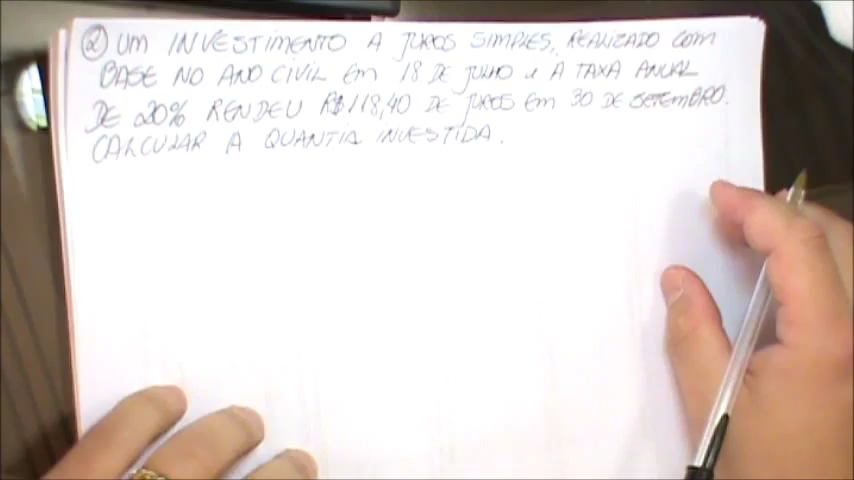 ② UM INVESTIMENTO A JUROS SIMPLES, REALIZADO COM
BASE NO ANO CIVIL EM 18 DE JULHO e A TAXA ANUAL
DE 20% RENDEU R$118,40 DE JUROS EM 30 DE SETEMBRO.
CALCULAR A QUANTIA INVESTIDA.